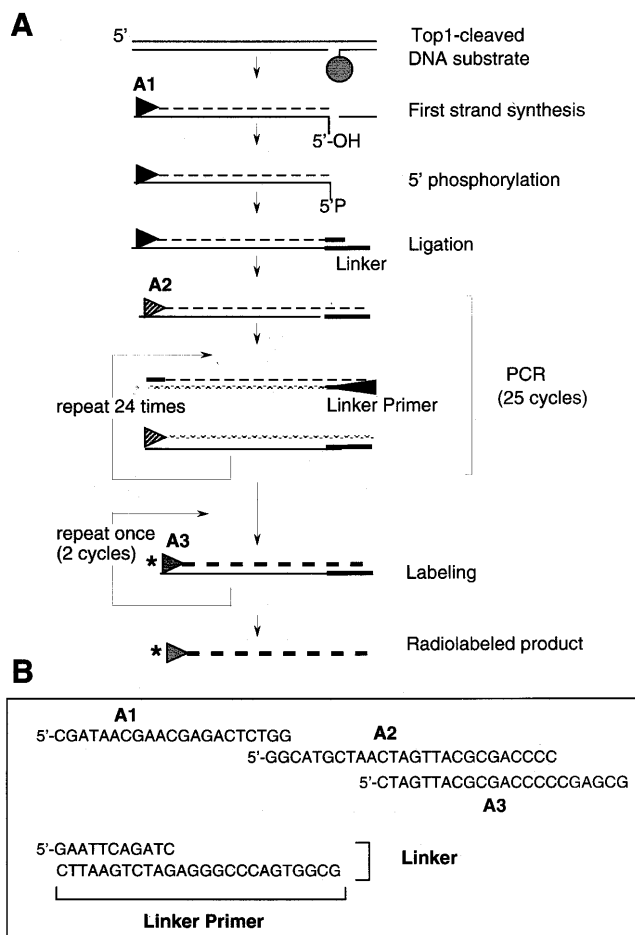 A
5'
Top1-cleaved
DNA substrate
A1
First strand synthesis
5'-OH
5' phosphorylation
5'P
Ligation
Linker
A2
PCR
(25 cycles)
repeat 24 times
Linker Primer
repeat once
(2 cycles)
A3
*
Labeling
*
Radiolabeled product
B
A1
5'-CGATAACGAACGAGACTCTGG
A2
5'-GGCATGCTAACTAGTTACGCGACCCC
5'-CTAGTTACGCGACCCCCGAGCG
A3
5'-GAATTCAGATC
CTTAAGTCTAGAGGGCCCAGTGGCG
Linker
Linker Primer